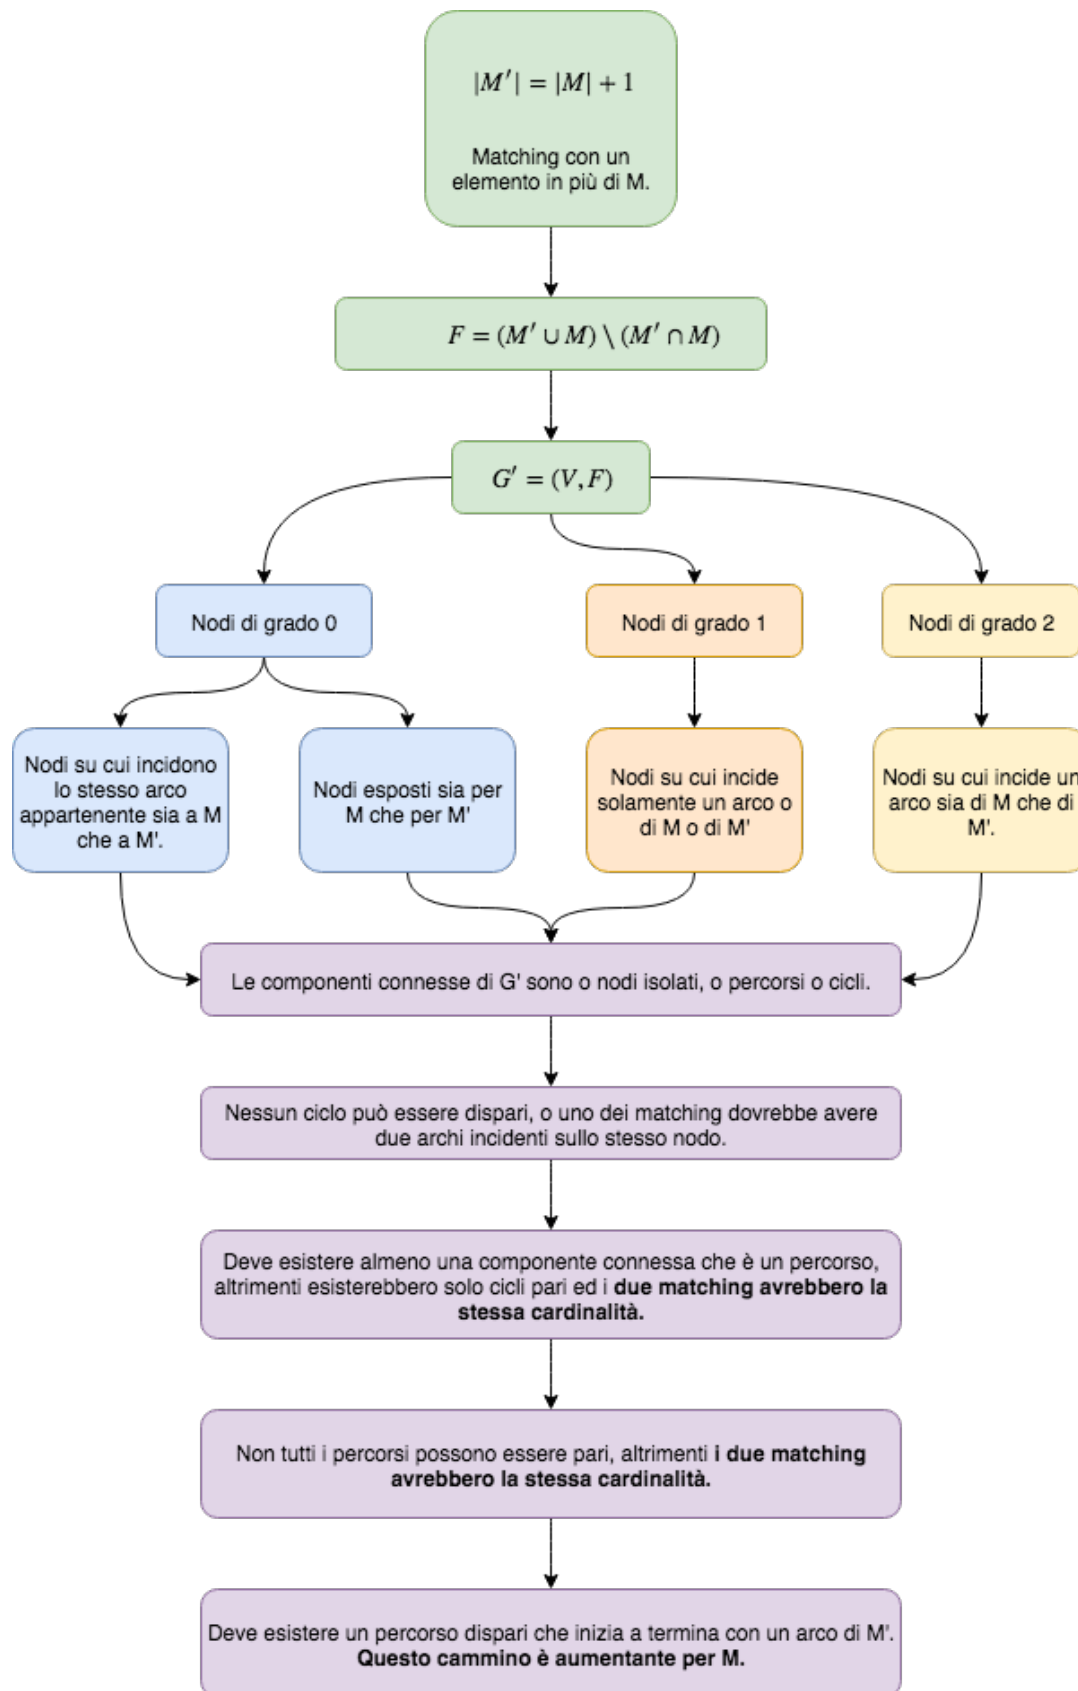 |M′| = |M| + 1
Matching con un
elemento in più di M.
F = (M′ ∪ M) \ (M′ ∩ M)
G′ = (V, F)
Nodi di grado 0
Nodi di grado 1
Nodi di grado 2
Nodi su cui incidono
lo stesso arco
appartenente sia a M
che a M'.
Nodi esposti sia per
M che per M'
Nodi su cui incide
solamente un arco o
di M o di M'
Nodi su cui incide un
arco sia di M che di
M'.
Le componenti connesse di G' sono o nodi isolati, o percorsi o cicli.
Nessun ciclo può essere dispari, o uno dei matching dovrebbe avere
due archi incidenti sullo stesso nodo.
Deve esistere almeno una componente connessa che è un percorso,
altrimenti esisterebbero solo cicli pari ed i due matching avrebbero la
stessa cardinalità.
Non tutti i percorsi possono essere pari, altrimenti i due matching
avrebbero la stessa cardinalità.
Deve esistere un percorso dispari che inizia a termina con un arco di M'.
Questo cammino è aumentante per M.